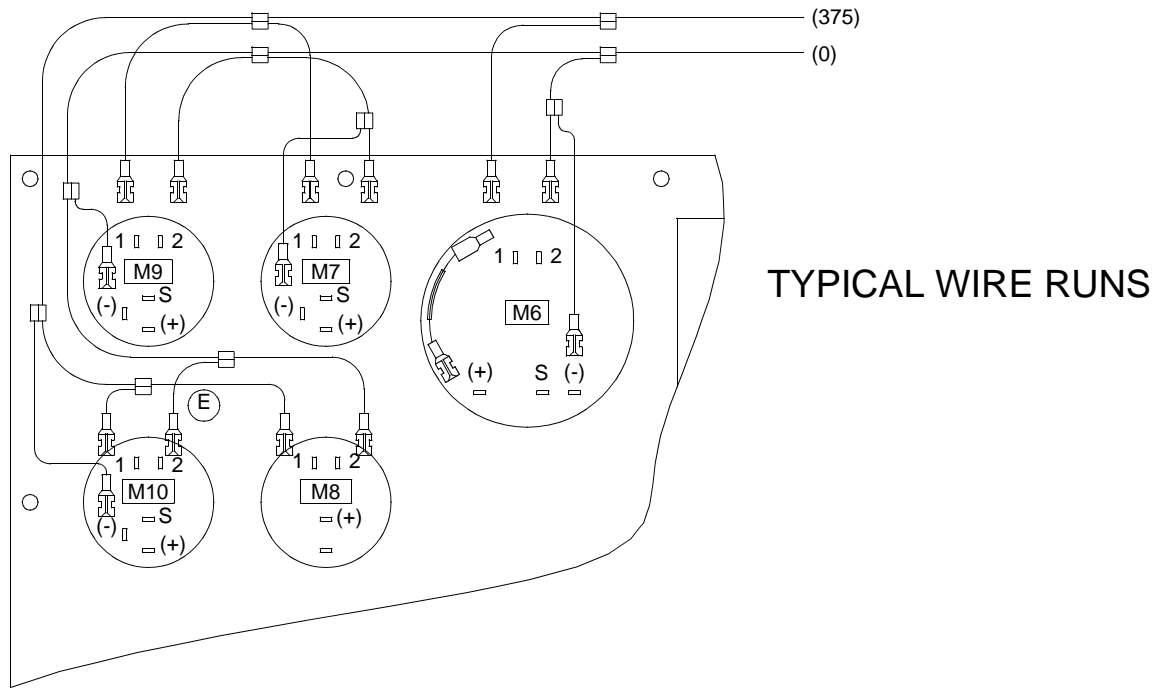 (375)
(0)
1 2
M9
S
(-)
(+)
1 2
M7
S
(-)
(+)
1 2
M6
(+) S (-)
TYPICAL WIRE RUNS
E
1 2
M10
S
(-)
(+)
1 2
M8
(+)